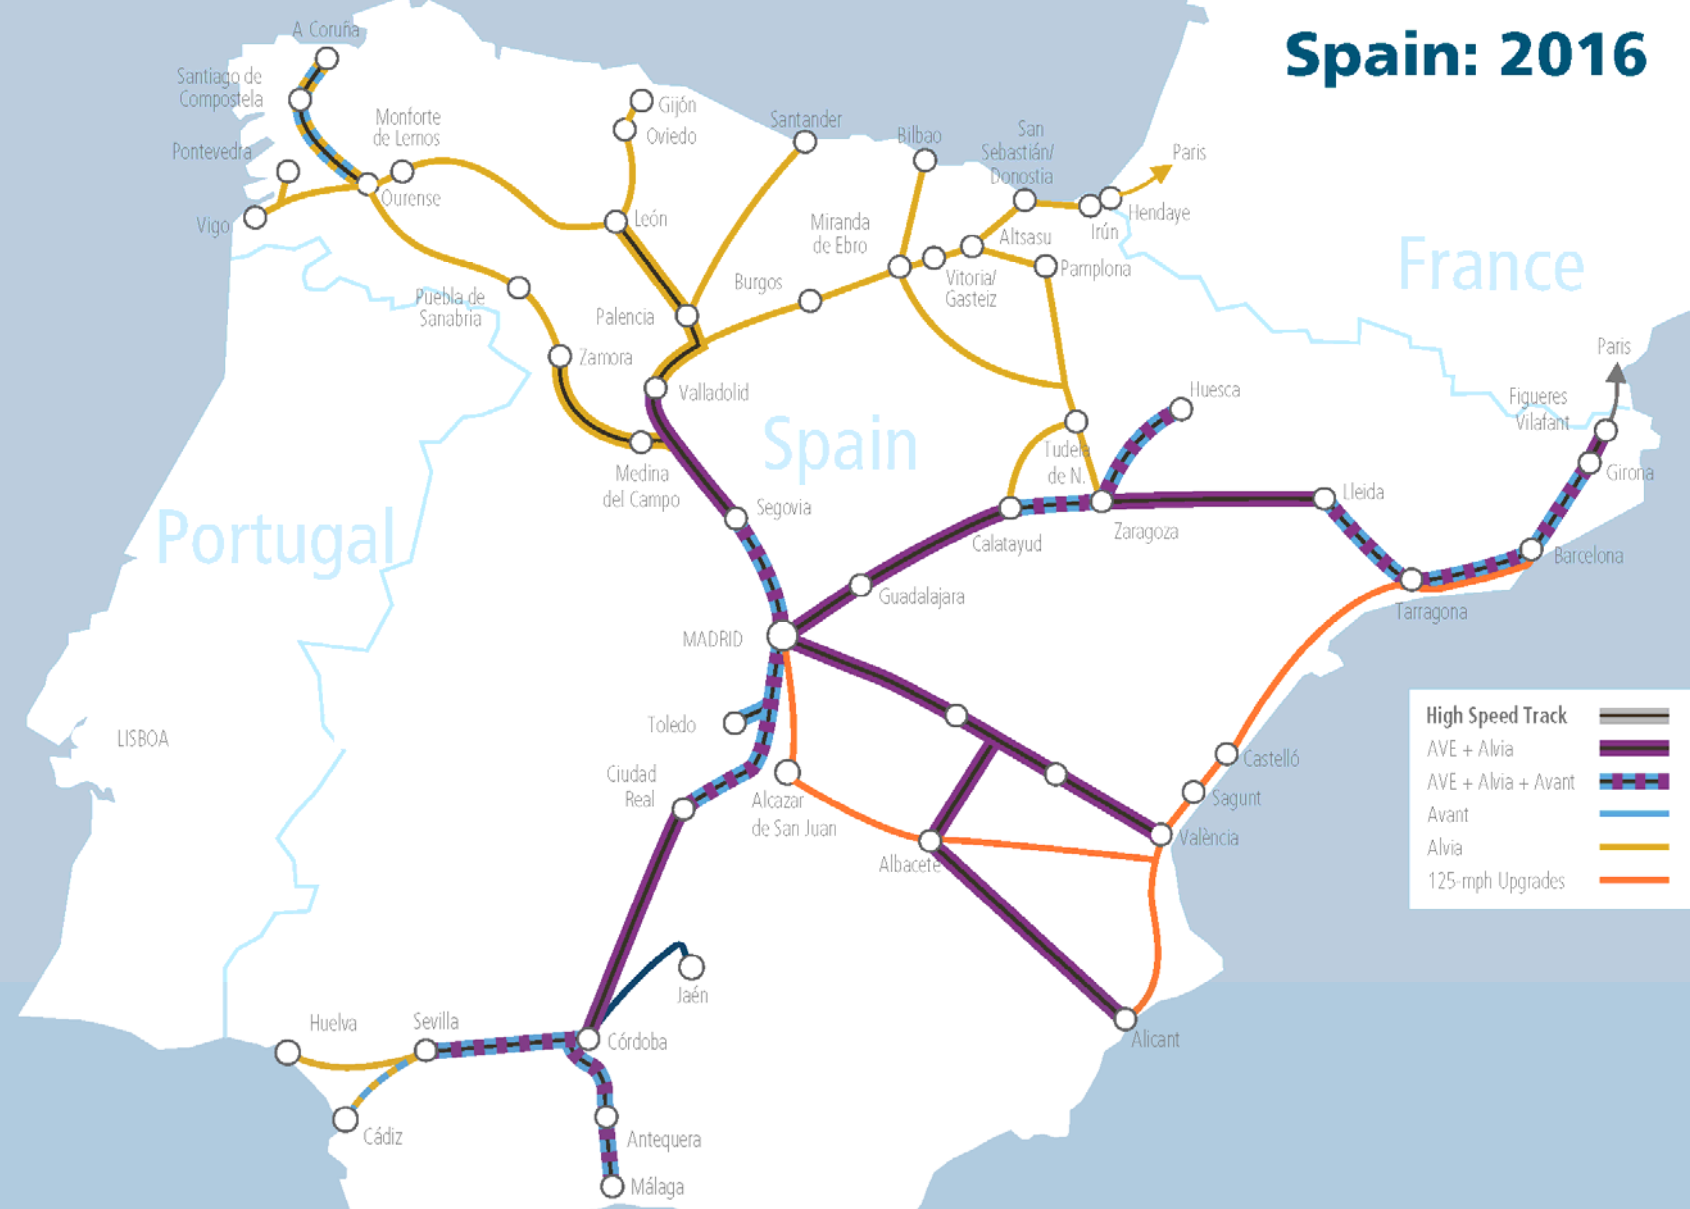 Spain: 2016
A Coruña
Santiago de
Compostela
Pontevedra
Vigo
Monforte
de Lemos
Ourense
Gijón
Oviedo
León
Santander
Bilbao
San
Sebastián/
Donostia
Paris
Hendaye
Irún
Altsasu
Miranda
de Ebro
Vitoria/
Gasteiz
Pamplona
Burgos
Palencia
Puebla de
Sanabria
Zamora
Valladolid
Medina
del Campo
Segovia
France
Spain
Portugal
Huesca
Tudela
de N.
Paris
Figueres
Vilafant
Girona
Lleida
Zaragoza
Calatayud
Barcelona
Tarragona
Guadalajara
MADRID
Toledo
LISBOA
Ciudad
Real
Alcazar
de San Juan
Albacete
Castelló
Sagunt
València
High Speed Track
AVE + Alvia
AVE + Alvia + Avant
Avant
Alvia
125-mph Upgrades
Jaén
Huelva
Sevilla
Córdoba
Alicant
Cádiz
Antequera
Málaga